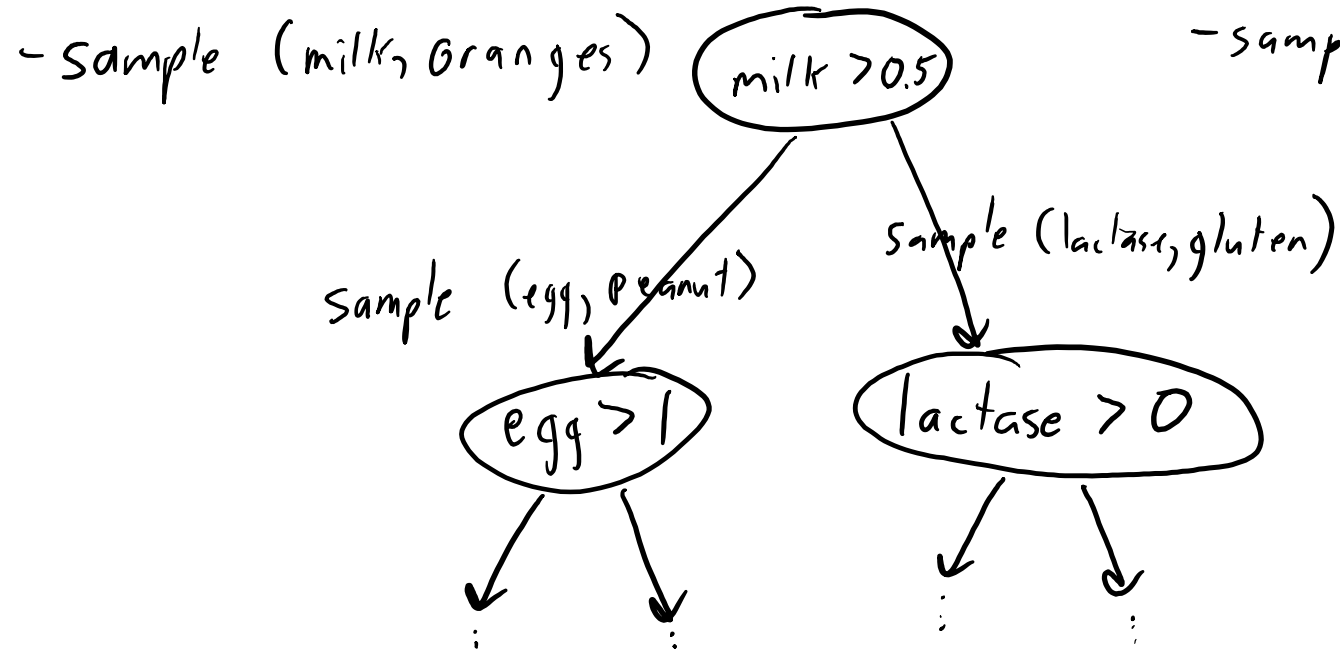 - sample (milk, oranges)
milk > 0.5
- samp
sample (lactase, gluten)
sample (egg, peanut)
egg > 1
lactase > 0